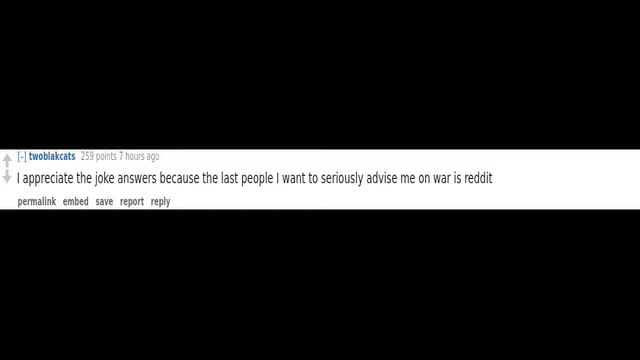 [-] twoblakcats 259 points 7 hours ago
I appreciate the joke answers because the last people I want to seriously advise me on war is reddit
permalink embed save report reply